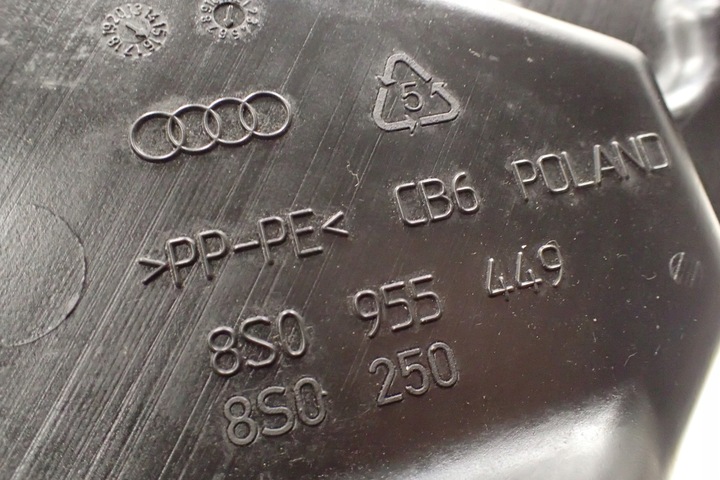 5
>PP-PE< CB6 POLAND
8S0 955 449
8S0 250